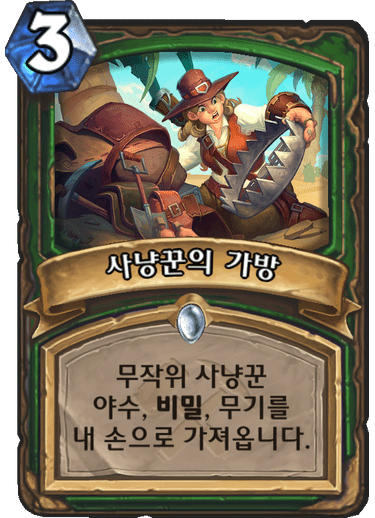 3
사냥꾼의 가방
무작위 사냥꾼
야수, 비밀, 무기를
내 손으로 가져옵니다.